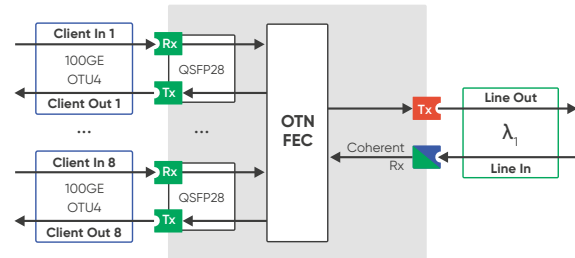 Client In 1
Rx
100GE
OTU4
QSFP28
Tx
Client Out 1
...
...
OTN
FEC
Tx
Line Out
λ1
Coherent
Rx
Line In
Client In 8
Rx
100GE
OTU4
QSFP28
Tx
Client Out 8